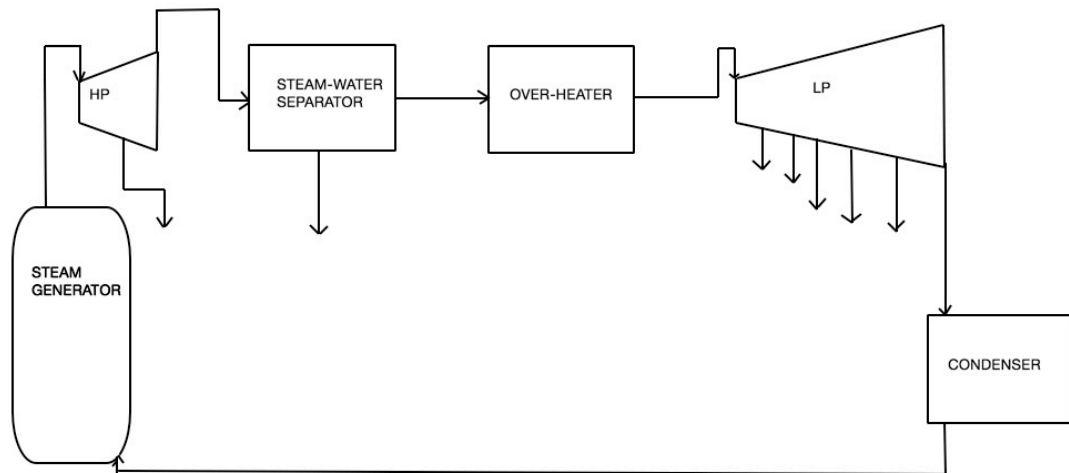 HP
STEAM-WATER
SEPARATOR
OVER-HEATER
LP
STEAM
GENERATOR
CONDENSER